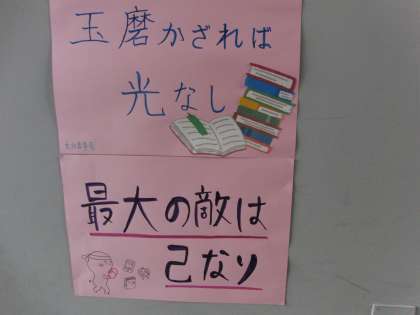 玉磨かざれば
光なし
最大の敵は
己なり